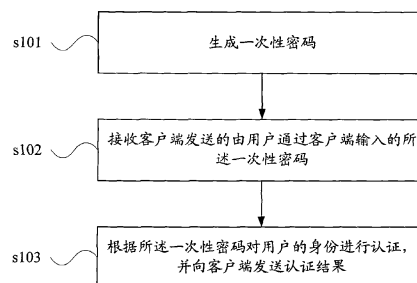 s101
生成一次性密码
s102
接收客户端发送的由用户通过客户端输入的所
述一次性密码
s103
根据所述一次性密码对用户的身份进行认证，
并向客户端发送认证结果